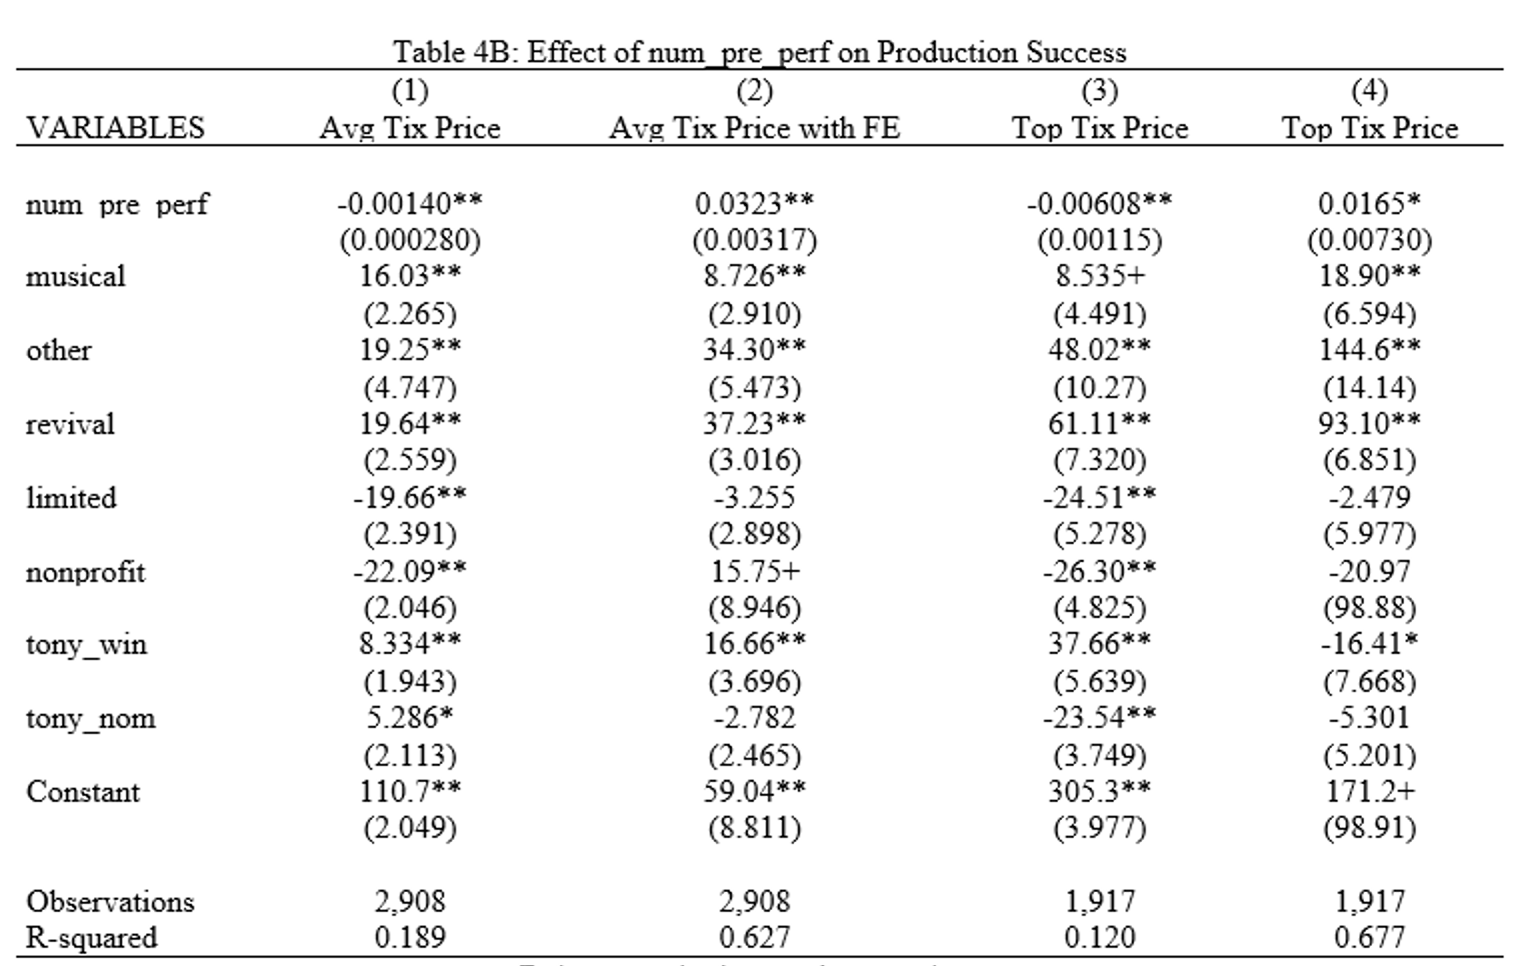 Table 4B: Effect of num_pre_perf on Production Success
(1) (2) (3) (4)
VARIABLES Avg Tix Price Avg Tix Price with FE Top Tix Price Top Tix Price
num_pre_perf -0.00140** 0.0323** -0.00608** 0.0165*
(0.000280) (0.00317) (0.00115) (0.00730)
musical 16.03** 8.726** 8.535+ 18.90**
(2.265) (2.910) (4.491) (6.594)
other 19.25** 34.30** 48.02** 144.6**
(4.747) (5.473) (10.27) (14.14)
revival 19.64** 37.23** 61.11** 93.10**
(2.559) (3.016) (7.320) (6.851)
limited -19.66** -3.255 -24.51** -2.479
(2.391) (2.898) (5.278) (5.977)
nonprofit -22.09** 15.75+ -26.30** -20.97
(2.046) (8.946) (4.825) (98.88)
tony_win 8.334** 16.66** 37.66** -16.41*
(1.943) (3.696) (5.639) (7.668)
tony_nom 5.286* -2.782 -23.54** -5.301
(2.113) (2.465) (3.749) (5.201)
Constant 110.7** 59.04** 305.3** 171.2+
(2.049) (8.811) (3.977) (98.91)
Observations 2,908 2,908 1,917 1,917
R-squared 0.189 0.627 0.120 0.677